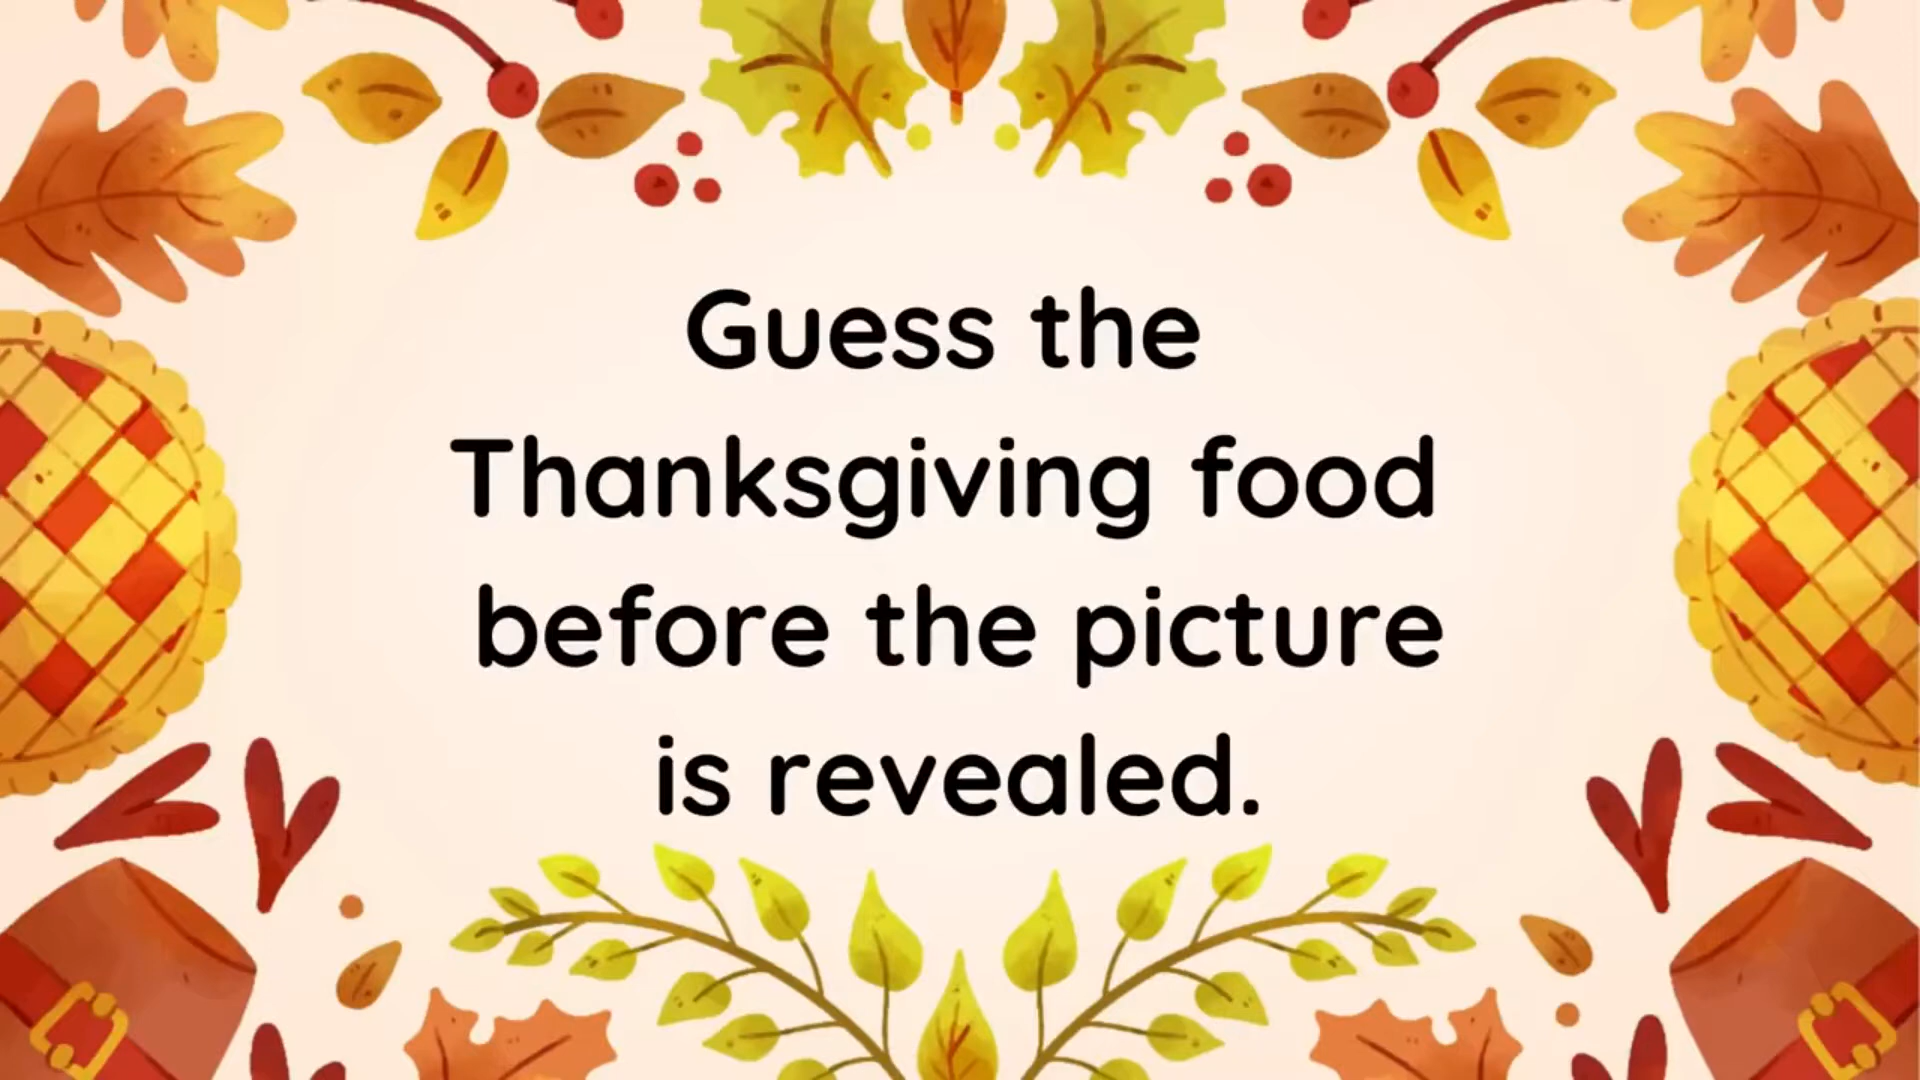 Guess the
Thanksgiving food
before the picture
is revealed.